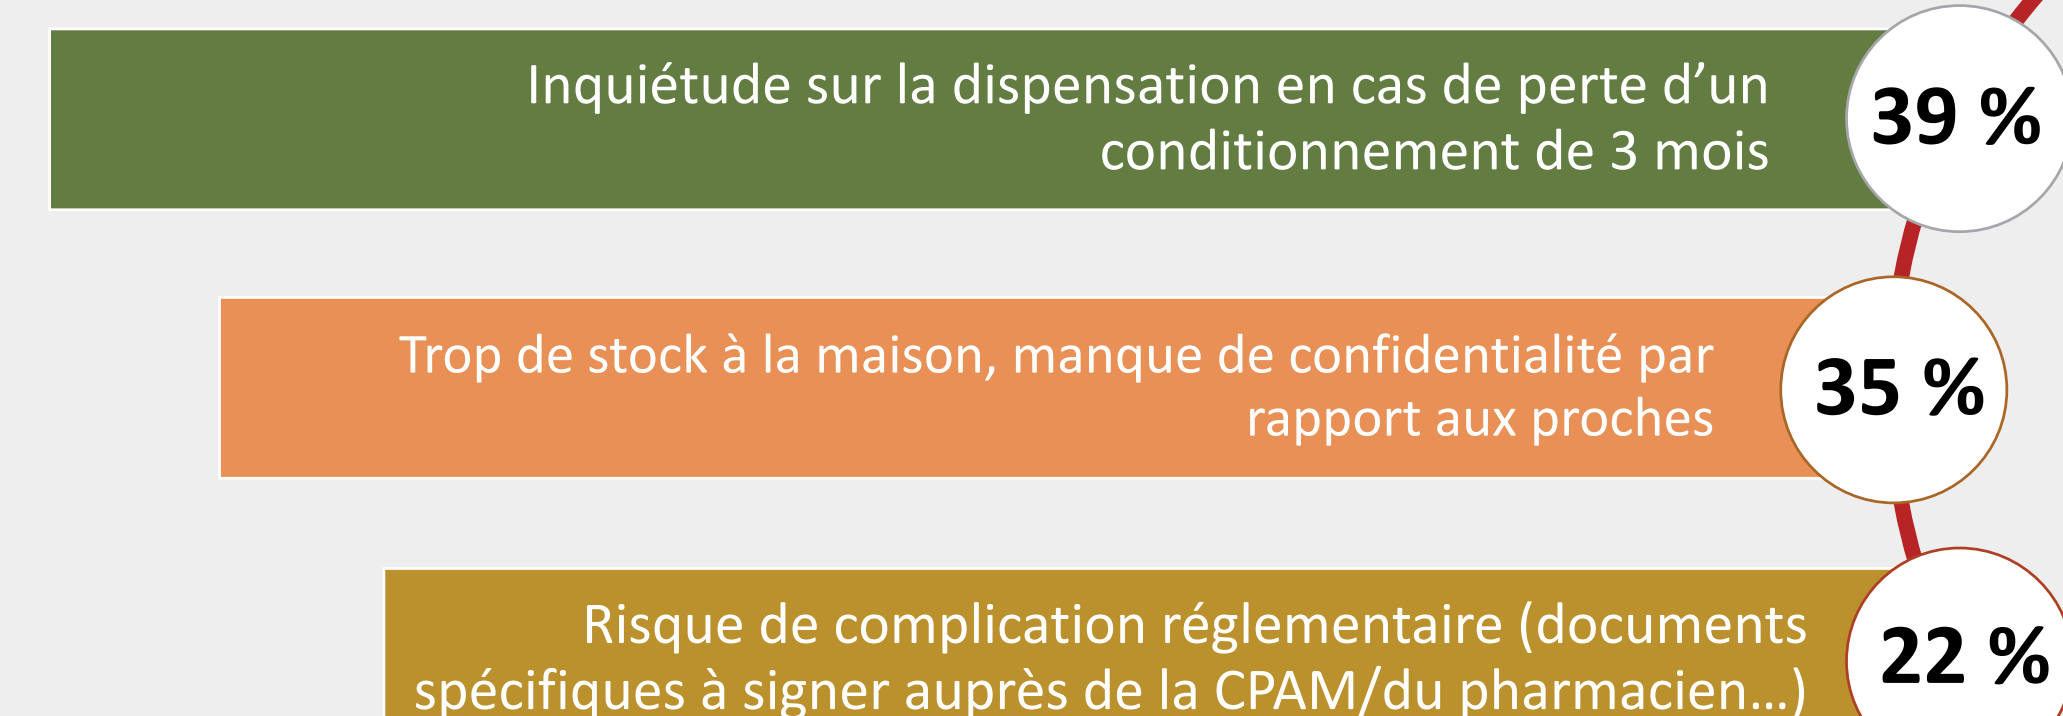 Inquiétude sur la dispensation en cas de perte d’un
conditionnement de 3 mois
39 %
Trop de stock à la maison, manque de confidentialité par
rapport aux proches
35 %
Risque de complication réglementaire (documents
spécifiques à signer auprès de la CPAM/du pharmacien…)
22 %